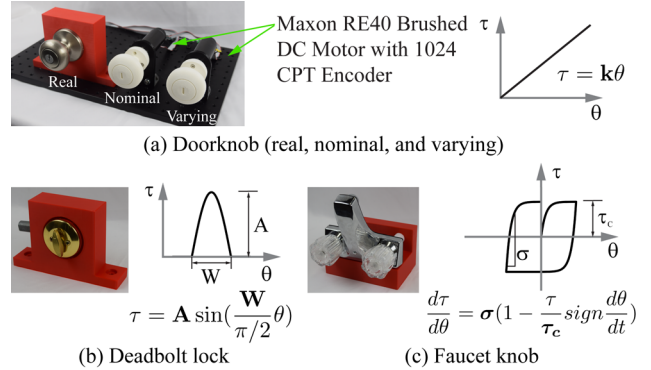 Real
Nominal
Varying
Maxon RE40 Brushed
DC Motor with 1024
CPT Encoder
τ
τ = kθ
θ
(a) Doorknob (real, nominal, and varying)
τ
A
W
θ
τ = A sin(W/π/2 θ)
(b) Deadbolt lock
τ
τc
σ
θ
dτ/dθ = σ(1 − τ/τc sign dθ/dt)
(c) Faucet knob